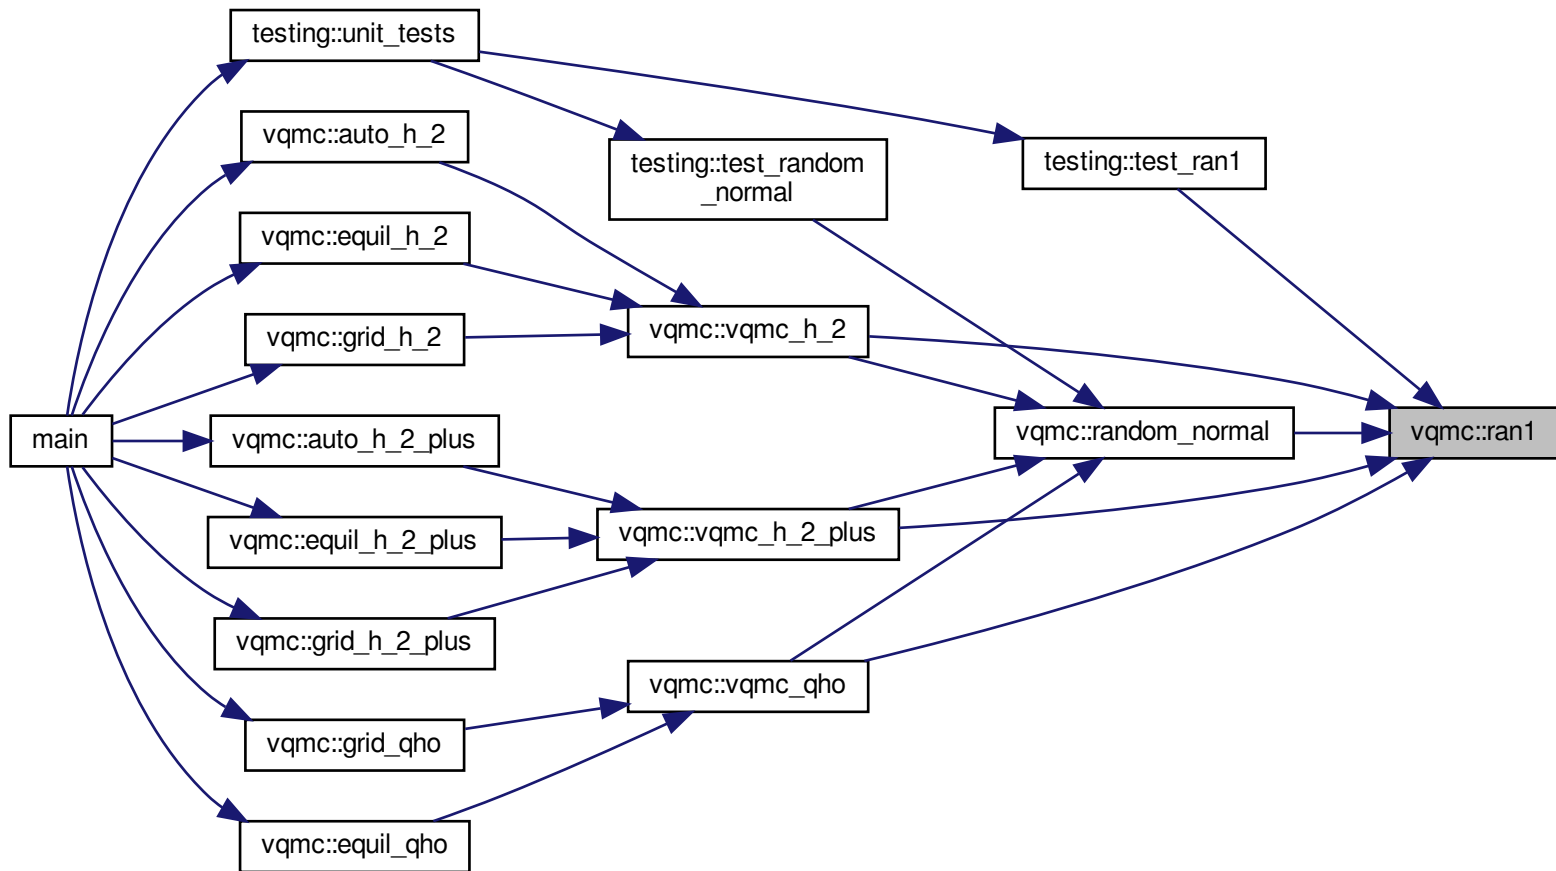 testing::unit_tests
vqmc::auto_h_2
testing::test_random
_normal
testing::test_ran1
vqmc::equil_h_2
vqmc::grid_h_2
vqmc::vqmc_h_2
main
vqmc::auto_h_2_plus
vqmc::random_normal
vqmc::ran1
vqmc::equil_h_2_plus
vqmc::vqmc_h_2_plus
vqmc::grid_h_2_plus
vqmc::vqmc_qho
vqmc::grid_qho
vqmc::equil_qho